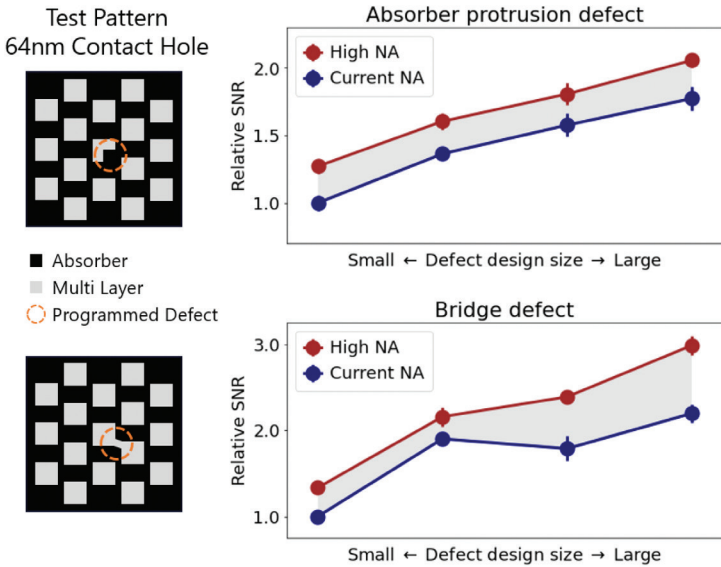 Test Pattern
64nm Contact Hole
Absorber
Multi Layer
Programmed Defect
Absorber protrusion defect
High NA
Current NA
Relative SNR
2.0
1.5
1.0
Small ← Defect design size → Large
Bridge defect
High NA
Current NA
Relative SNR
3.0
2.0
1.0
Small ← Defect design size → Large